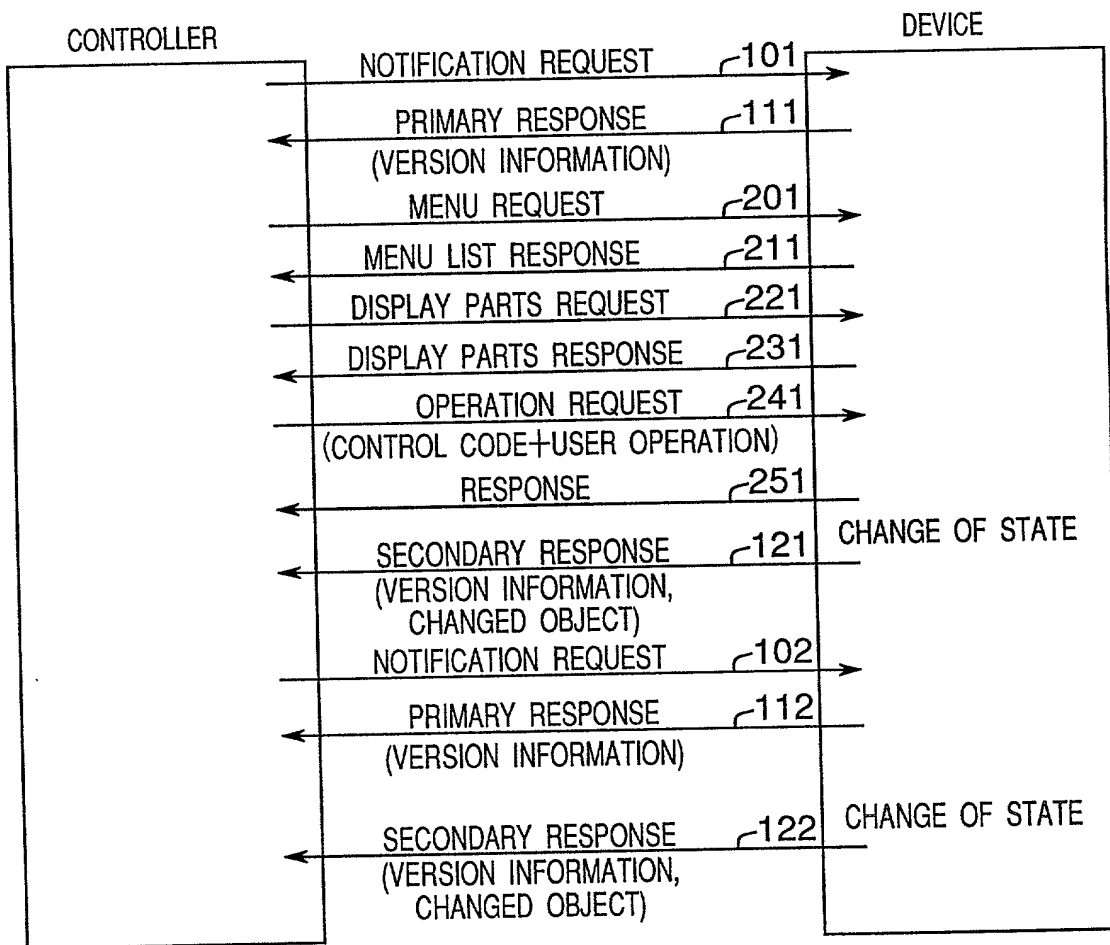 CONTROLLER
DEVICE
NOTIFICATION REQUEST 101
PRIMARY RESPONSE 111
(VERSION INFORMATION)
MENU REQUEST 201
MENU LIST RESPONSE 211
DISPLAY PARTS REQUEST 221
DISPLAY PARTS RESPONSE 231
OPERATION REQUEST 241
(CONTROL CODE+USER OPERATION)
RESPONSE 251
CHANGE OF STATE
SECONDARY RESPONSE 121
(VERSION INFORMATION,
CHANGED OBJECT)
NOTIFICATION REQUEST 102
PRIMARY RESPONSE 112
(VERSION INFORMATION)
CHANGE OF STATE
SECONDARY RESPONSE 122
(VERSION INFORMATION,
CHANGED OBJECT)